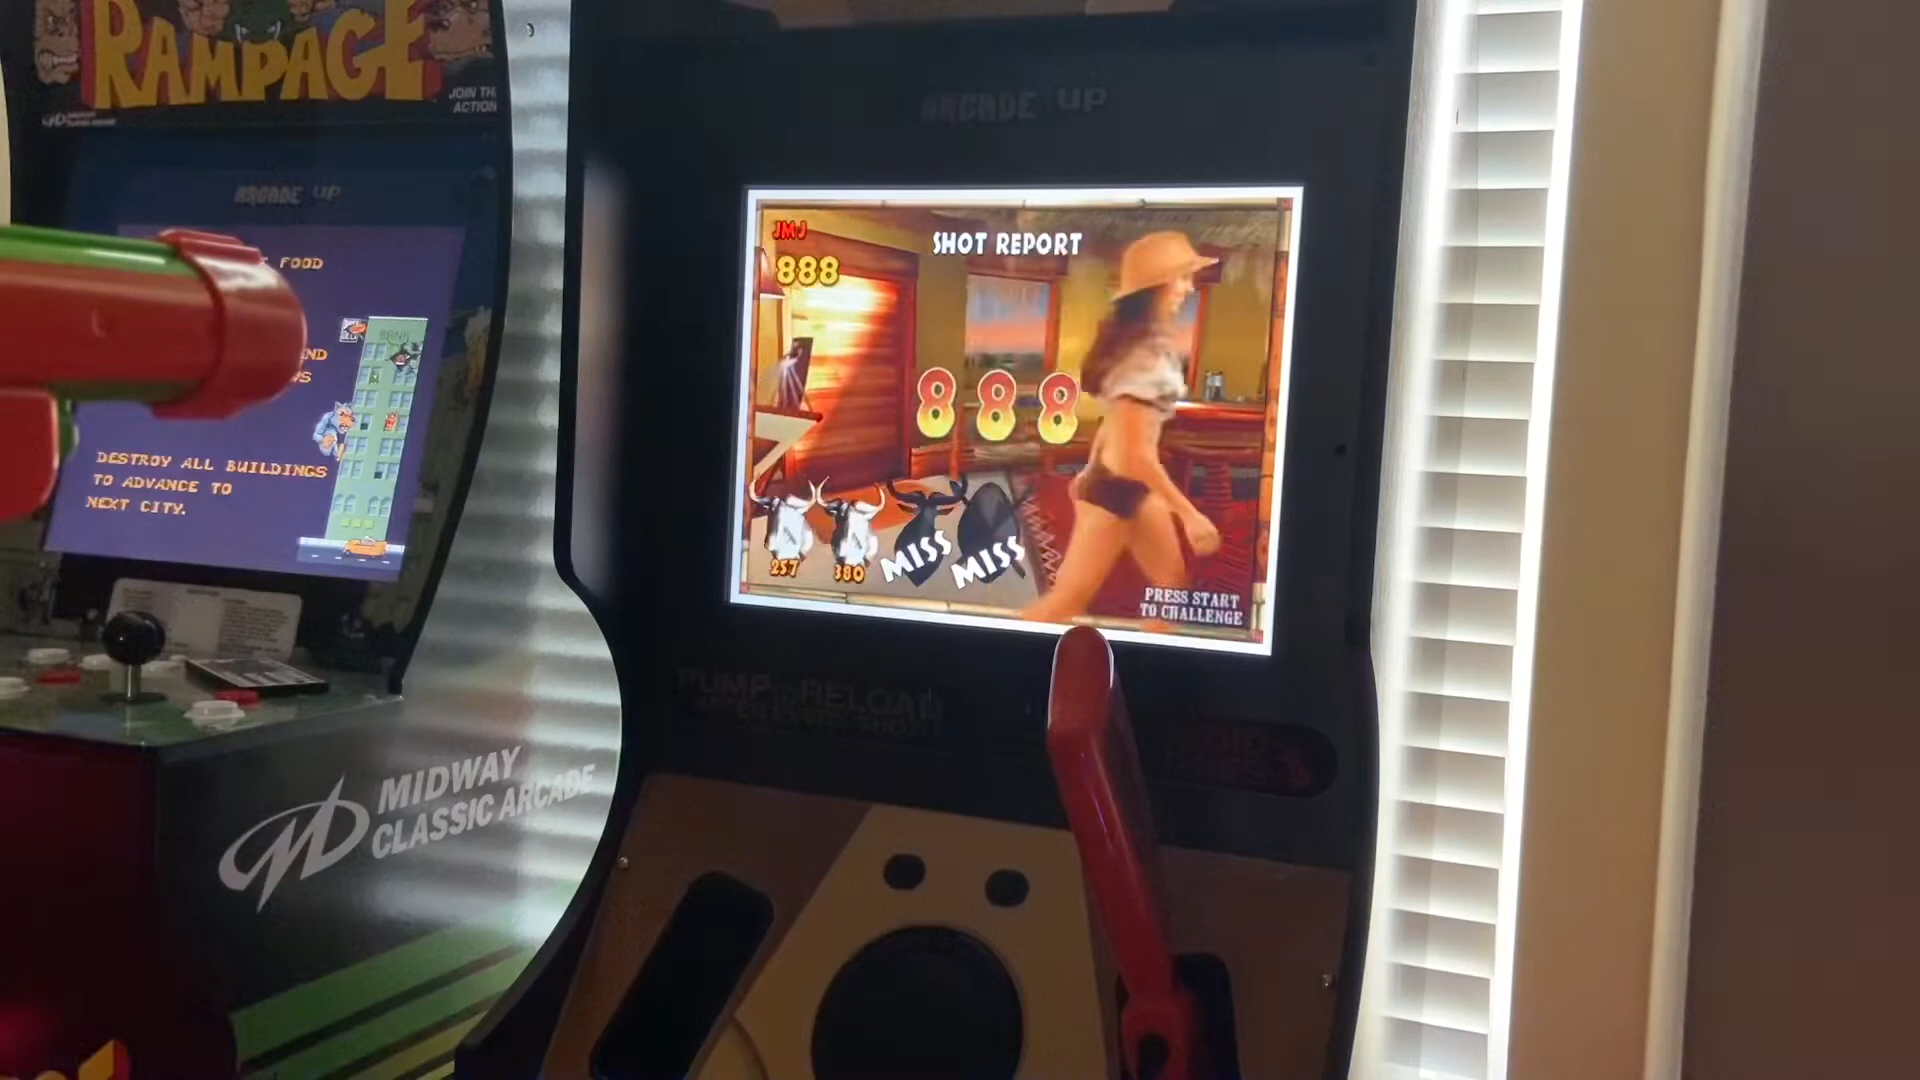 RAMPAGE
JOIN TH
ACTION
ARCADE UP
FOOD
ND
S
DESTROY ALL BUILDINGS
TO ADVANCE TO
NEXT CITY.
MIDWAY
CLASSIC ARCADE
ARCADE UP
JMJ
888
SHOT REPORT
888
257
380
MISS
MISS
PRESS START
TO CHALLENGE
PUMP RELOAD